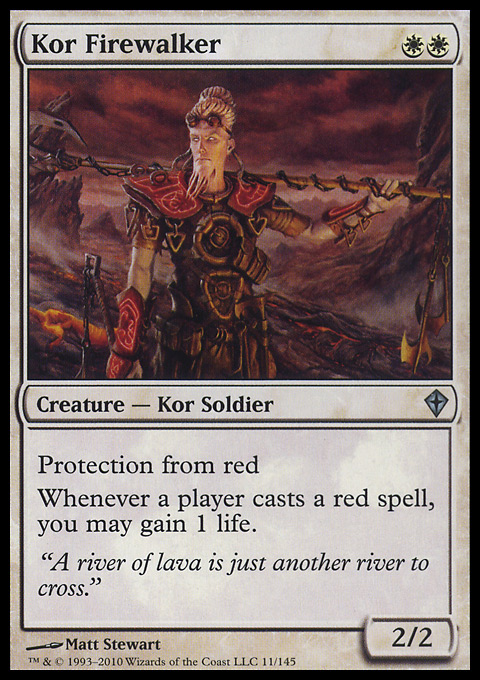 Kor Firewalker
Creature — Kor Soldier
Protection from red
Whenever a player casts a red spell,
you may gain 1 life.
“A river of lava is just another river to
cross.”
Matt Stewart
2/2
™ & © 1993–2010 Wizards of the Coast LLC 11/145